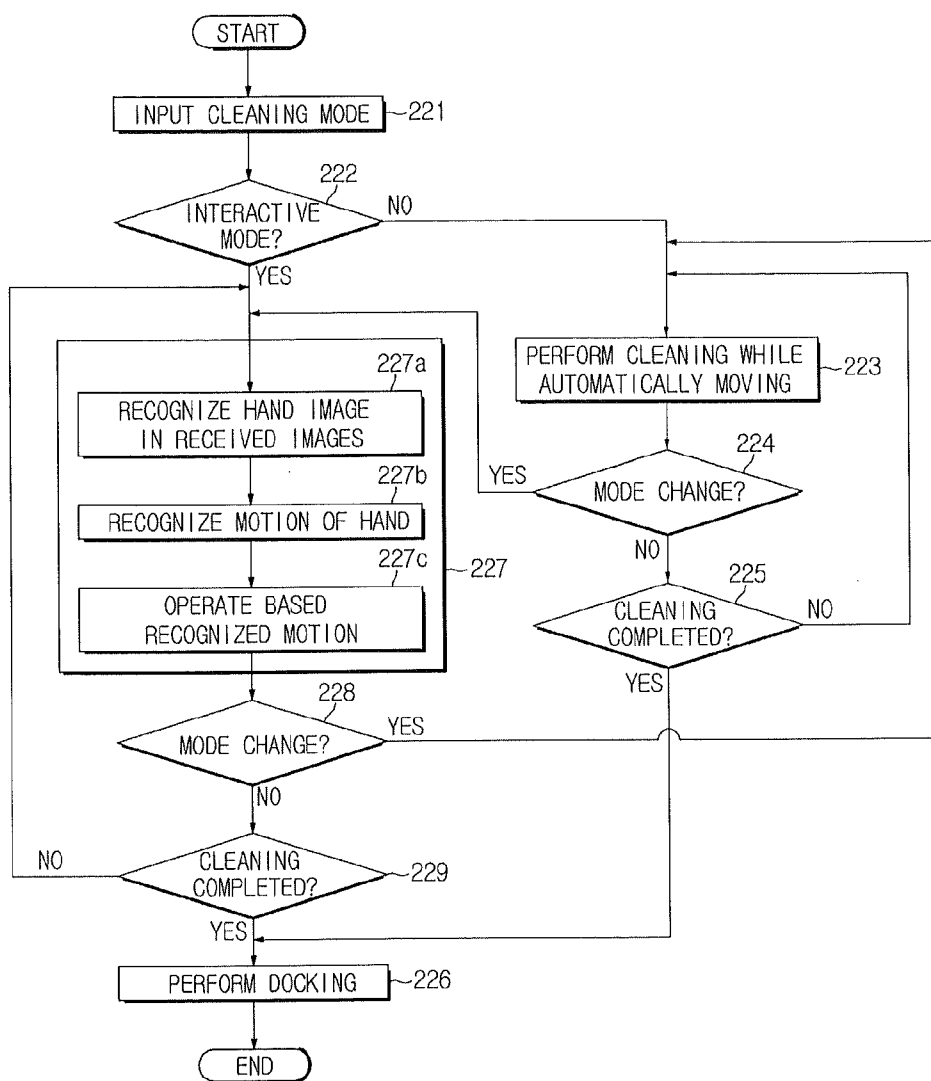 START
INPUT CLEANING MODE
221
222
INTERACTIVE
MODE?
NO
YES
227a
RECOGNIZE HAND IMAGE
IN RECEIVED IMAGES
227b
RECOGNIZE MOTION OF HAND
227c
OPERATE BASED
RECOGNIZED MOTION
227
PERFORM CLEANING WHILE
AUTOMATICALLY MOVING
223
224
YES
MODE CHANGE?
NO
225
CLEANING
COMPLETED?
NO
YES
228
MODE CHANGE?
YES
NO
NO
CLEANING
COMPLETED?
229
YES
PERFORM DOCKING
226
END